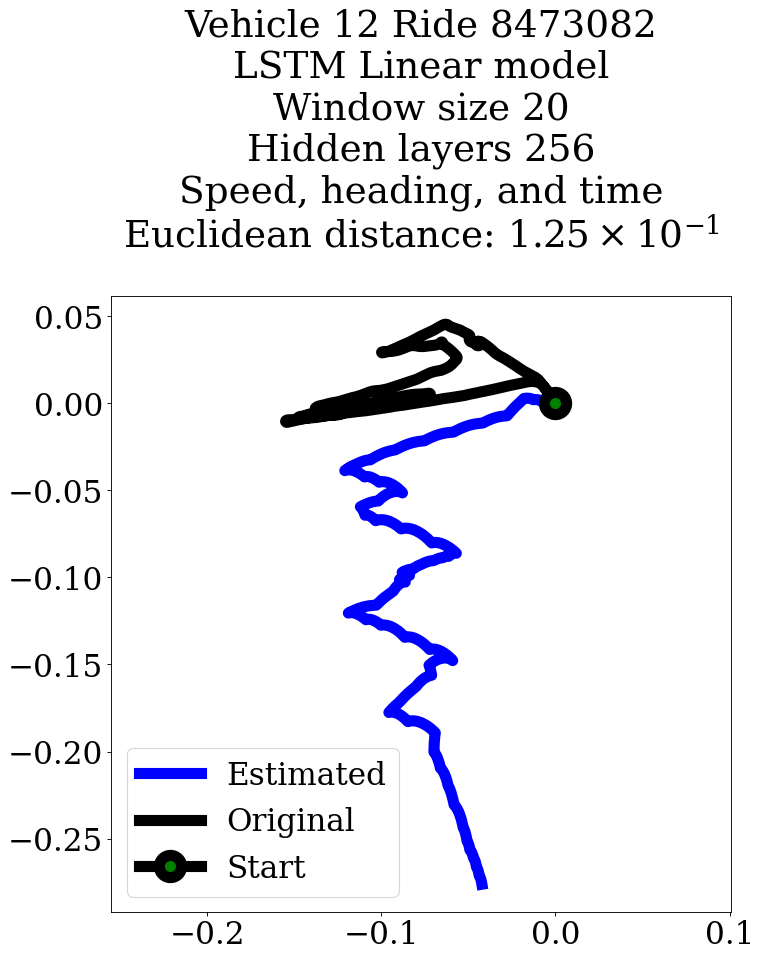 Vehicle 12 Ride 8473082
LSTM Linear model
Window size 20
Hidden layers 256
Speed, heading, and time
Euclidean distance: 1.25 × 10⁻¹
0.05
0.00
−0.05
−0.10
−0.15
−0.20
−0.25
Estimated
Original
Start
−0.2
−0.1
0.0
0.1